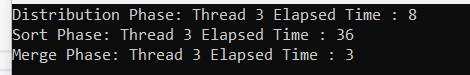 Distribution Phase: Thread 3 Elapsed Time : 8
Sort Phase: Thread 3 Elapsed Time : 36
Merge Phase: Thread 3 Elapsed Time : 3